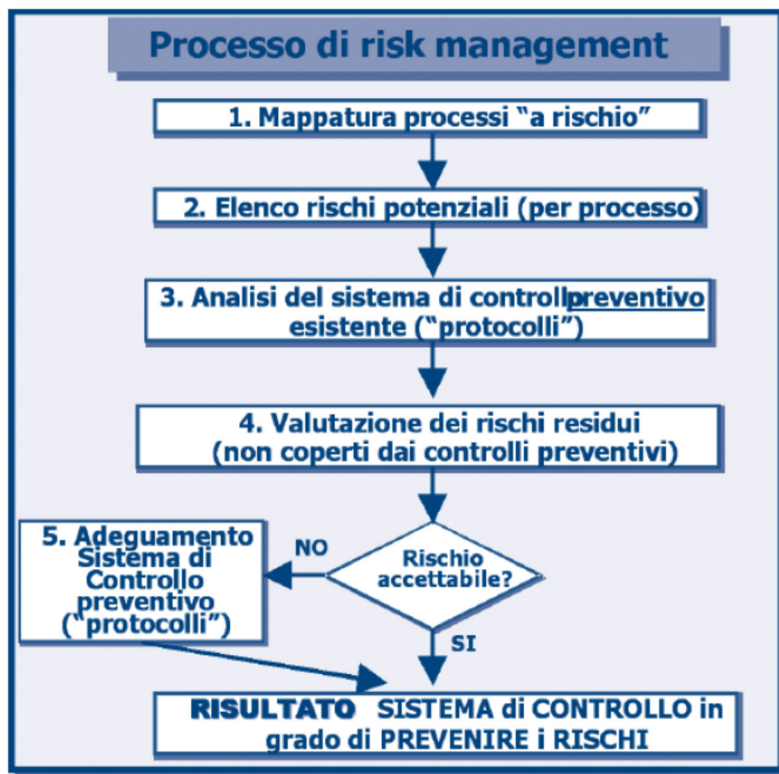 Processo di risk management
1. Mappatura processi “a rischio”
2. Elenco rischi potenziali (per processo)
3. Analisi del sistema di controllo preventivo
esistente (“protocolli”)
4. Valutazione dei rischi residui
(non coperti dai controlli preventivi)
Rischio
accettabile?
NO
5. Adeguamento
Sistema di
Controllo
preventivo
(“protocolli”)
SI
RISULTATO SISTEMA di CONTROLLO in
grado di PREVENIRE i RISCHI